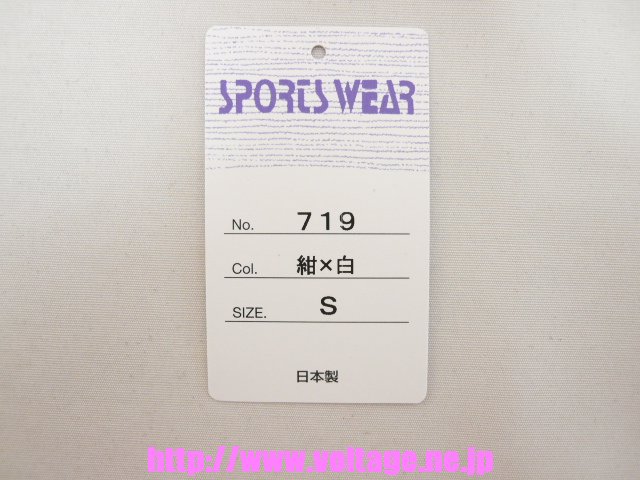 SPORTS WEAR
No. 719
Col. 紺×白
SIZE. S
日本製
http://www.voltage.ne.jp